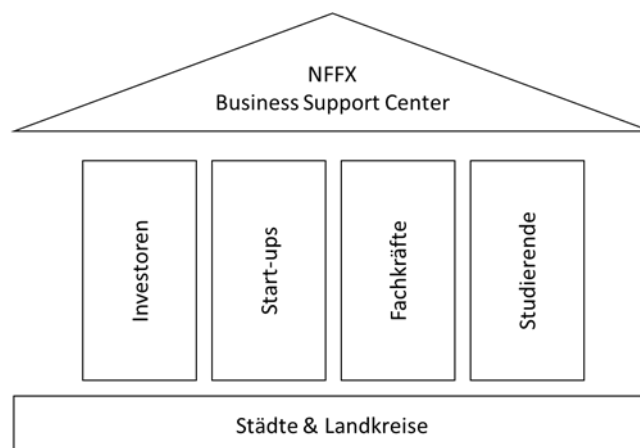 NFFX
Business Support Center
Investoren
Start-ups
Fachkräfte
Studierende
Städte & Landkreise